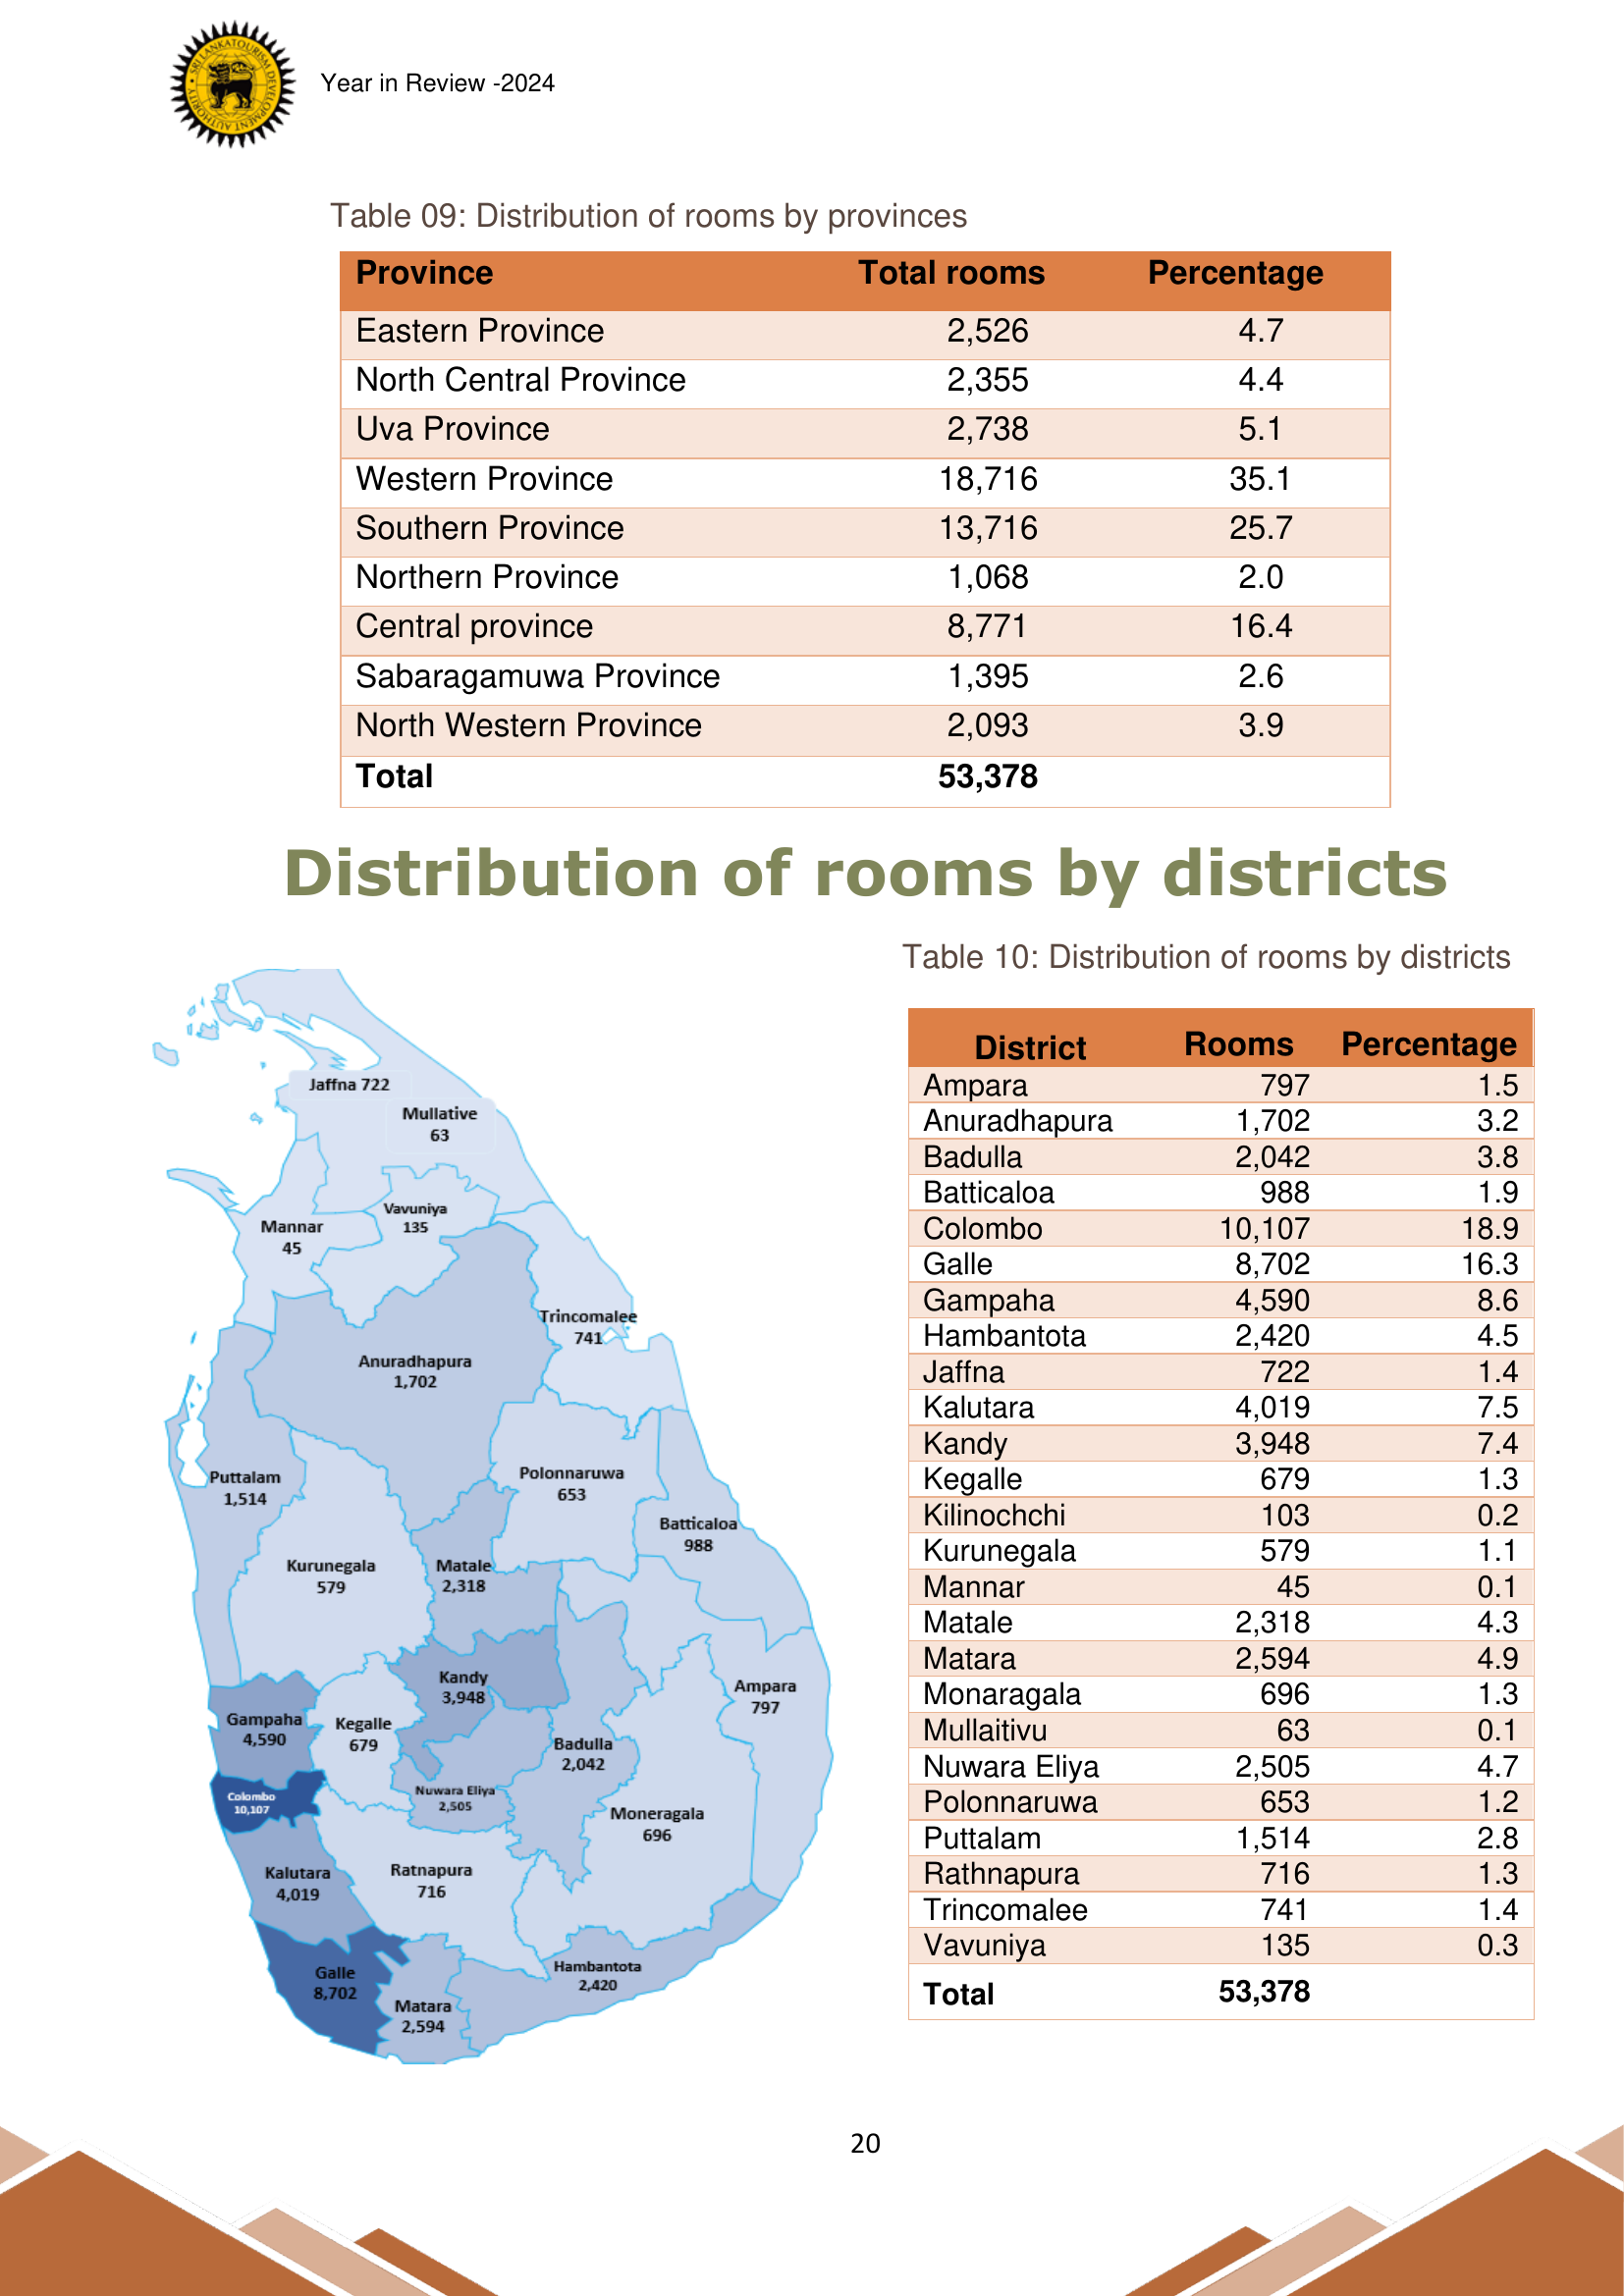 SRI LANKA TOURISM DEVELOPMENT AUTHORITY
Year in Review -2024
Table 09: Distribution of rooms by provinces
Province Total rooms Percentage
Eastern Province 2,526 4.7
North Central Province 2,355 4.4
Uva Province 2,738 5.1
Western Province 18,716 35.1
Southern Province 13,716 25.7
Northern Province 1,068 2.0
Central province 8,771 16.4
Sabaragamuwa Province 1,395 2.6
North Western Province 2,093 3.9
Total 53,378
Distribution of rooms by districts
Jaffna 722
Mullative
63
Vavuniya
135
Mannar
45
Trincomalee
741
Anuradhapura
1,702
Puttalam
1,514
Polonnaruwa
653
Batticaloa
988
Kurunegala
579
Matale
2,318
Kandy
3,948
Ampara
797
Gampaha
4,590
Kegalle
679
Badulla
2,042
Nuwara Eliya
2,505
Colombo
10,107
Moneragala
696
Kalutara
4,019
Ratnapura
716
Galle
8,702
Hambantota
2,420
Matara
2,594
Table 10: Distribution of rooms by districts
District Rooms Percentage
Ampara 797 1.5
Anuradhapura 1,702 3.2
Badulla 2,042 3.8
Batticaloa 988 1.9
Colombo 10,107 18.9
Galle 8,702 16.3
Gampaha 4,590 8.6
Hambantota 2,420 4.5
Jaffna 722 1.4
Kalutara 4,019 7.5
Kandy 3,948 7.4
Kegalle 679 1.3
Kilinochchi 103 0.2
Kurunegala 579 1.1
Mannar 45 0.1
Matale 2,318 4.3
Matara 2,594 4.9
Monaragala 696 1.3
Mullaitivu 63 0.1
Nuwara Eliya 2,505 4.7
Polonnaruwa 653 1.2
Puttalam 1,514 2.8
Rathnapura 716 1.3
Trincomalee 741 1.4
Vavuniya 135 0.3
Total 53,378
20